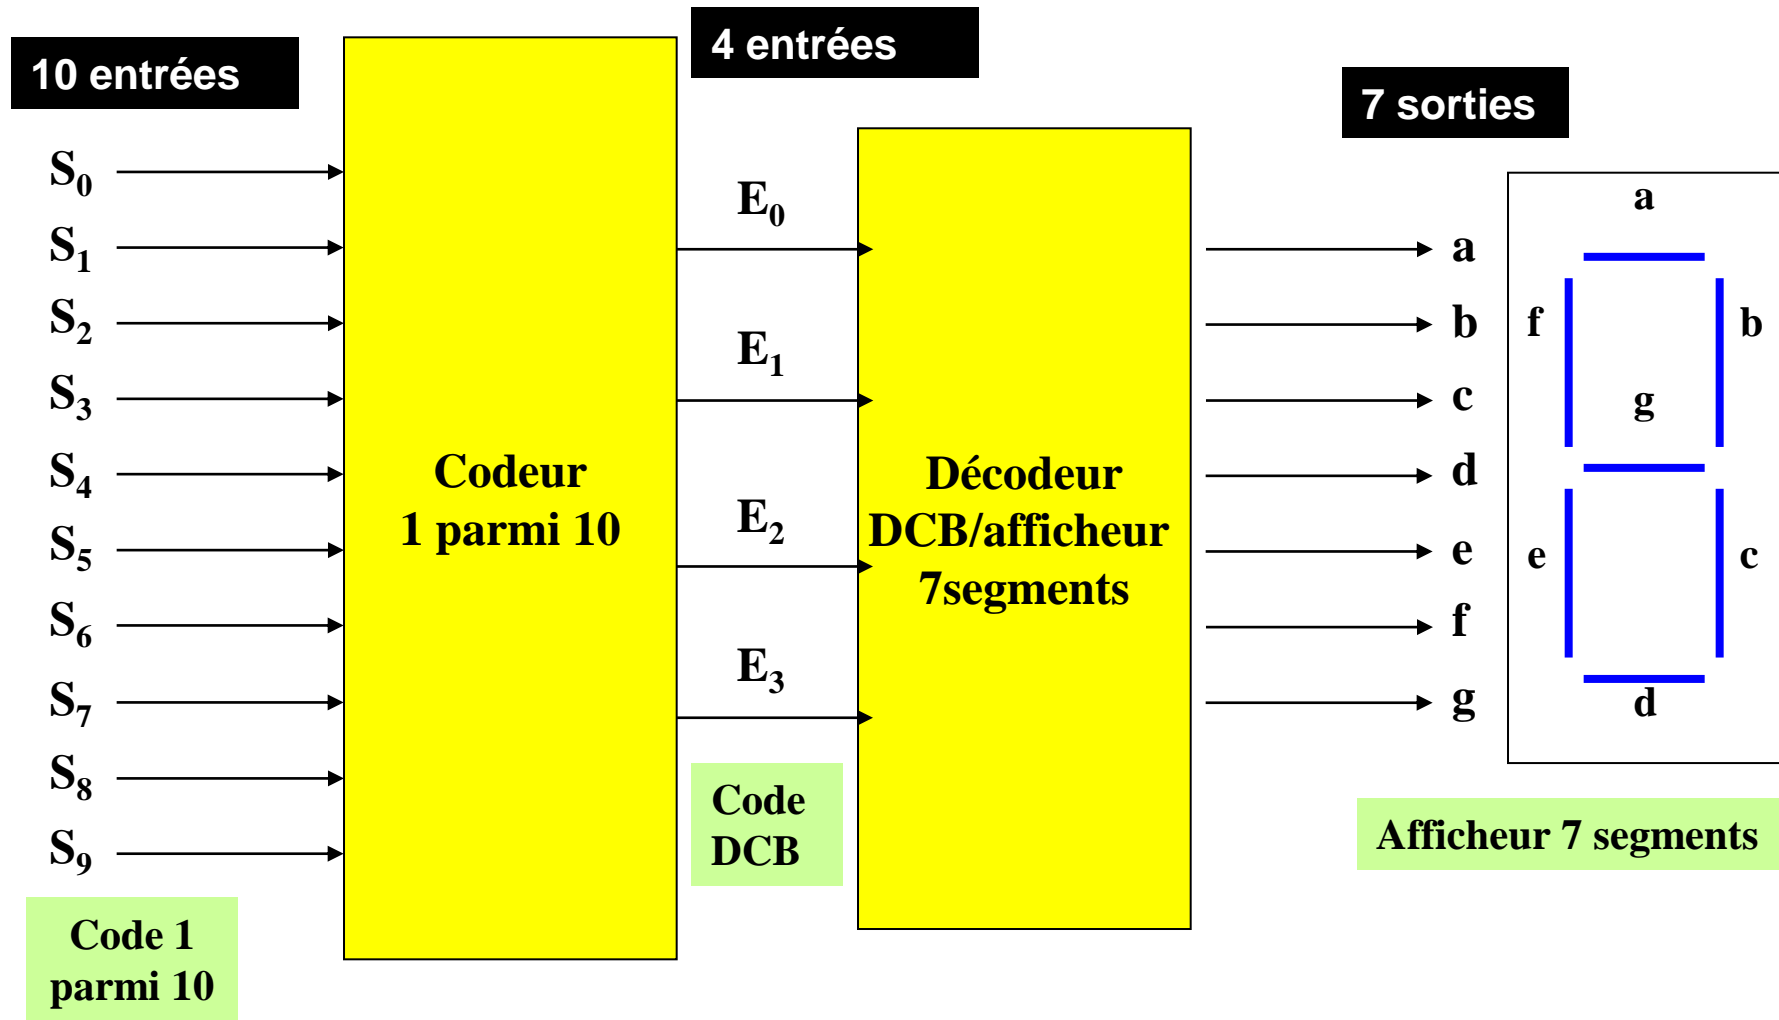 10 entrées
S0
S1
S2
S3
S4
S5
S6
S7
S8
S9
Code 1
parmi 10
Codeur
1 parmi 10
4 entrées
E0
E1
E2
E3
Code
DCB
Décodeur
DCB/afficheur
7segments
7 sorties
a
b
c
d
e
f
g
a
f
b
g
e
c
d
Afficheur 7 segments